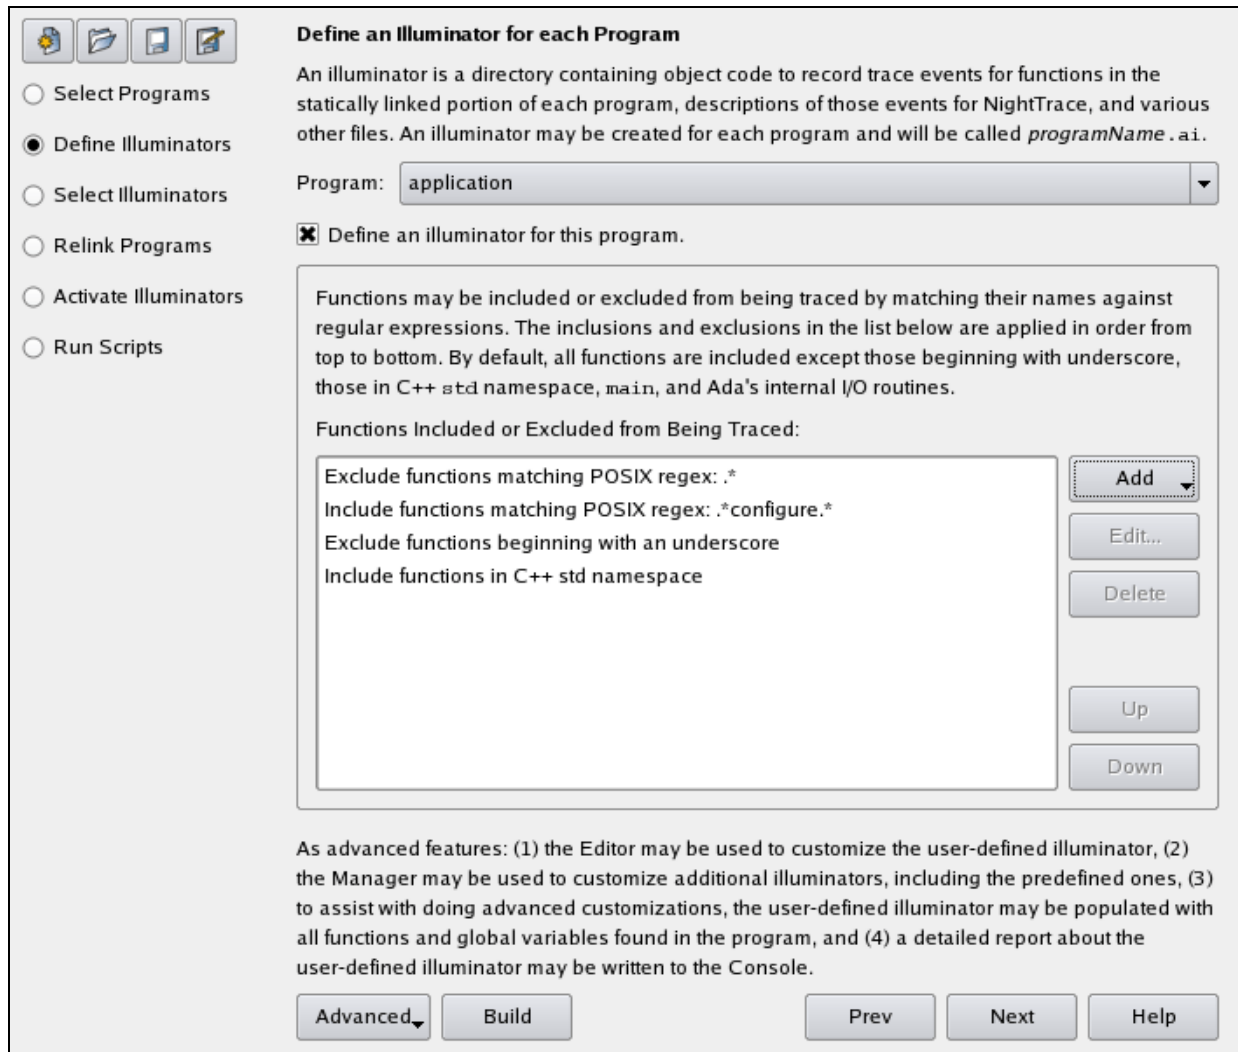 Select Programs
Define Illuminators
Select Illuminators
Relink Programs
Activate Illuminators
Run Scripts
Define an Illuminator for each Program
An illuminator is a directory containing object code to record trace events for functions in the
statically linked portion of each program, descriptions of those events for NightTrace, and various
other files. An illuminator may be created for each program and will be called programName.ai.
Program: application
Define an illuminator for this program.
Functions may be included or excluded from being traced by matching their names against
regular expressions. The inclusions and exclusions in the list below are applied in order from
top to bottom. By default, all functions are included except those beginning with underscore,
those in C++ std namespace, main, and Ada's internal I/O routines.
Functions Included or Excluded from Being Traced:
Exclude functions matching POSIX regex: .*
Include functions matching POSIX regex: .*configure.*
Exclude functions beginning with an underscore
Include functions in C++ std namespace
Add
Edit...
Delete
Up
Down
As advanced features: (1) the Editor may be used to customize the user-defined illuminator, (2)
the Manager may be used to customize additional illuminators, including the predefined ones, (3)
to assist with doing advanced customizations, the user-defined illuminator may be populated with
all functions and global variables found in the program, and (4) a detailed report about the
user-defined illuminator may be written to the Console.
Advanced Build Prev Next Help